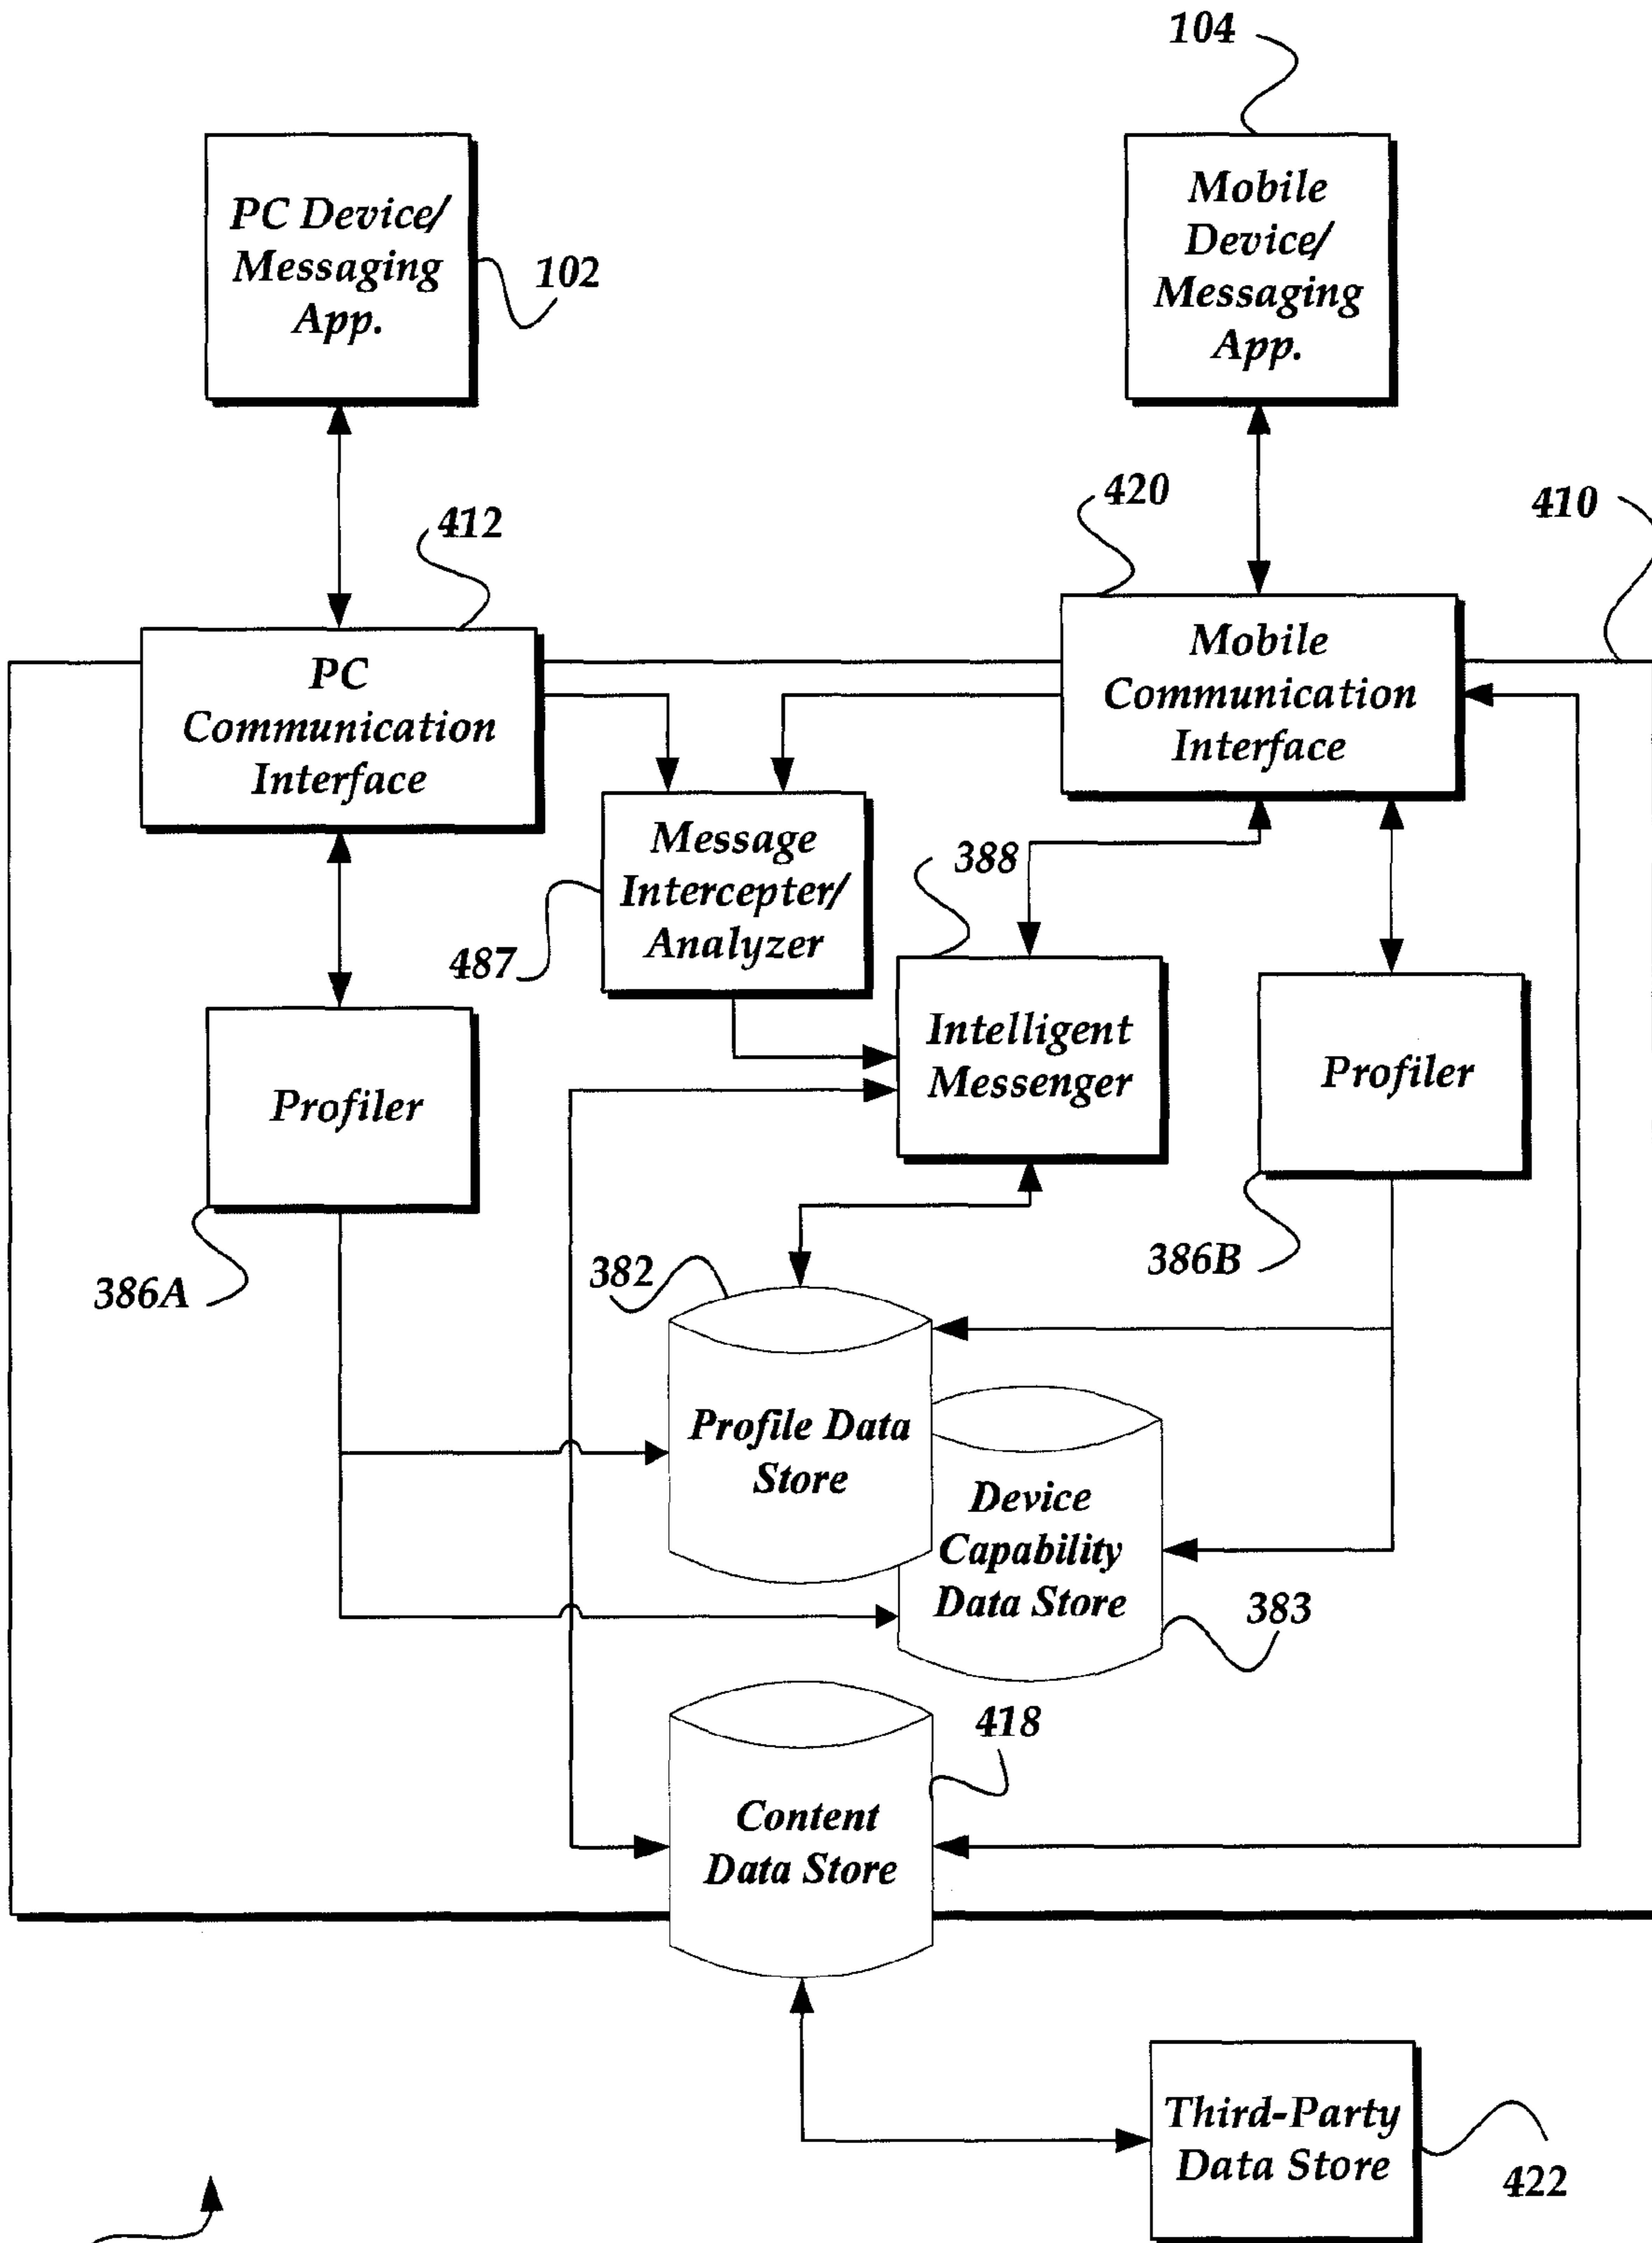 104
PC Device/
Messaging
App.
102
Mobile
Device/
Messaging
App.
412
420
410
PC
Communication
Interface
Mobile
Communication
Interface
Message
Intercepter/
Analyzer
487
388
Intelligent
Messenger
Profiler
386A
Profiler
386B
382
Profile Data
Store
Device
Capability
Data Store
383
418
Content
Data Store
Third-Party
Data Store
422